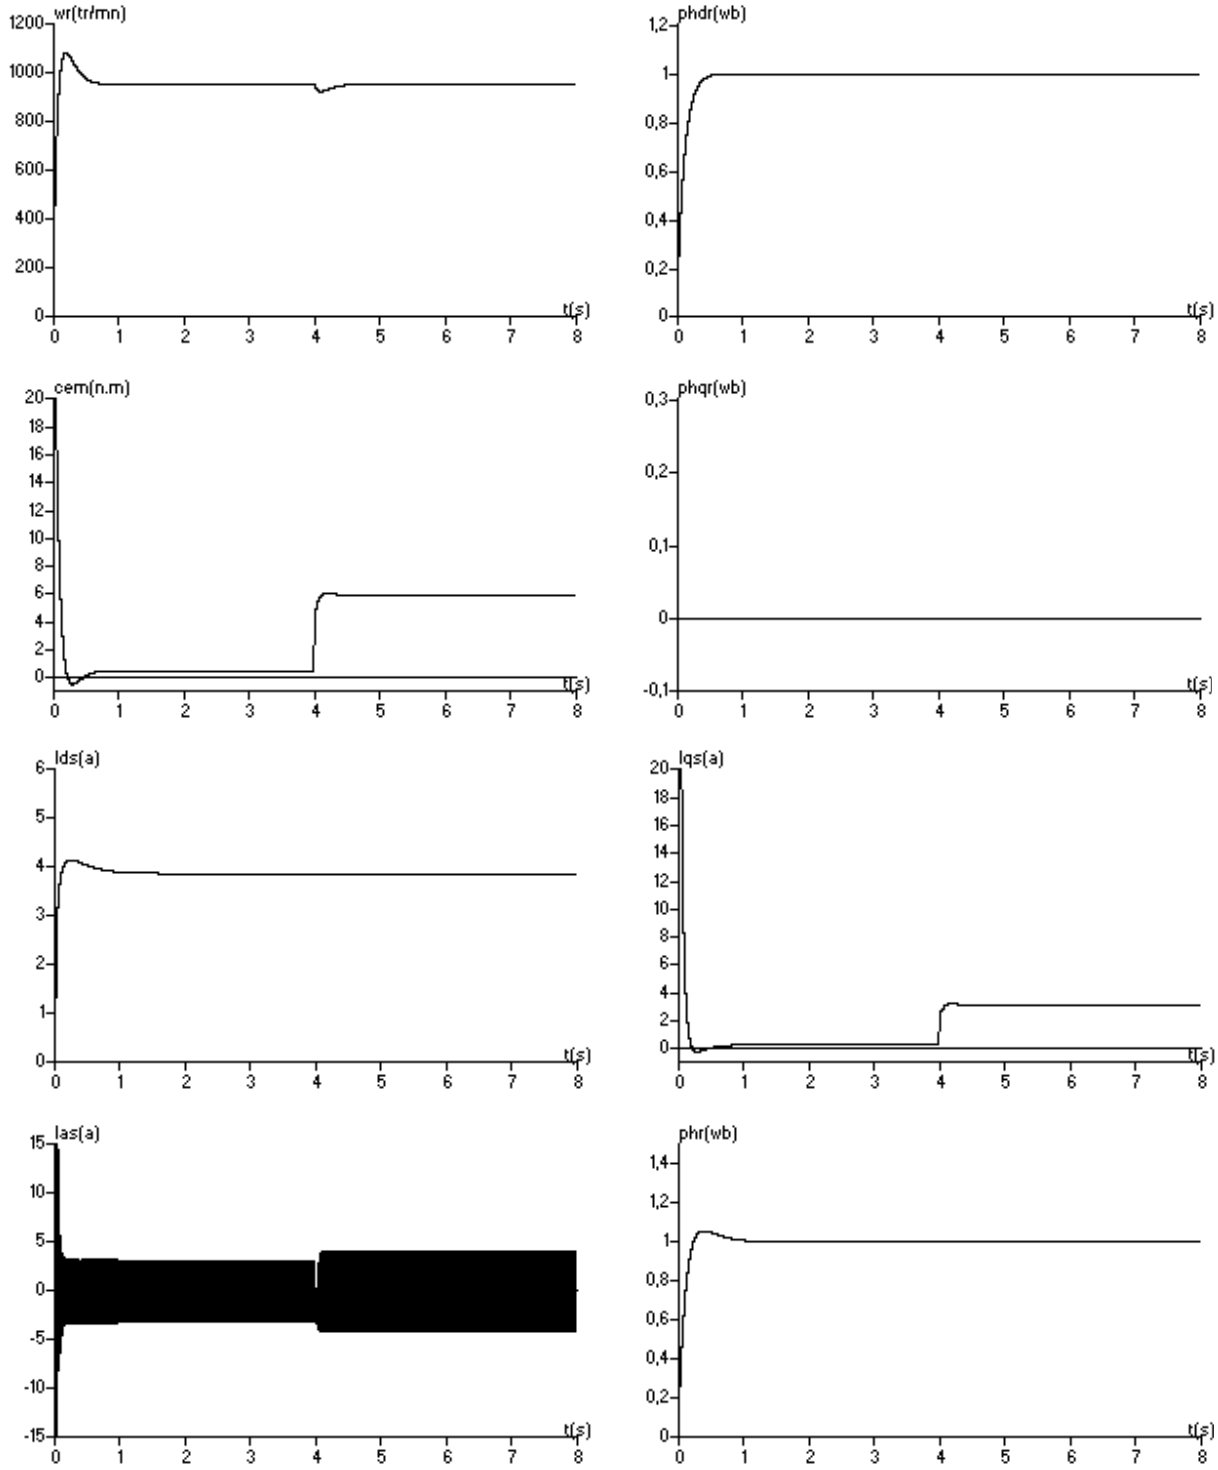 wr(tr/mn)
1200
1000
800
600
400
200
0
0 1 2 3 4 5 6 7 8
t(s)
phdr(wb)
1,2
1
0,8
0,6
0,4
0,2
0
0 1 2 3 4 5 6 7 8
t(s)
cem(n.m)
20
18
16
14
12
10
8
6
4
2
0
0 1 2 3 4 5 6 7 8
t(s)
phqr(wb)
0,3
0,2
0,1
0
-0,1
0 1 2 3 4 5 6 7 8
t(s)
Ids(a)
6
5
4
3
2
1
0
0 1 2 3 4 5 6 7 8
t(s)
Iqs(a)
20
18
16
14
12
10
8
6
4
2
0
0 1 2 3 4 5 6 7 8
t(s)
Ias(a)
15
10
5
0
-5
-10
-15
0 1 2 3 4 5 6 7 8
t(s)
phr(wb)
1,4
1,2
1
0,8
0,6
0,4
0,2
0
0 1 2 3 4 5 6 7 8
t(s)